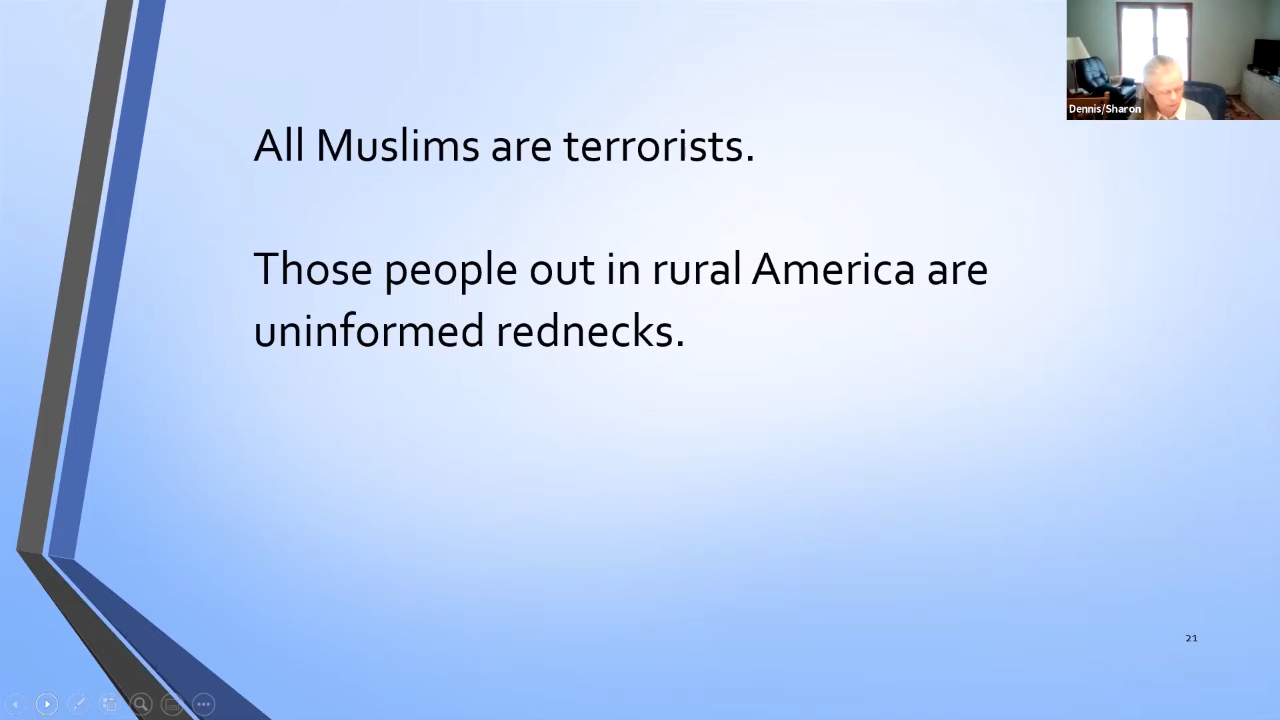 Dennis/Sharon
All Muslims are terrorists.
Those people out in rural America are
uninformed rednecks.
21